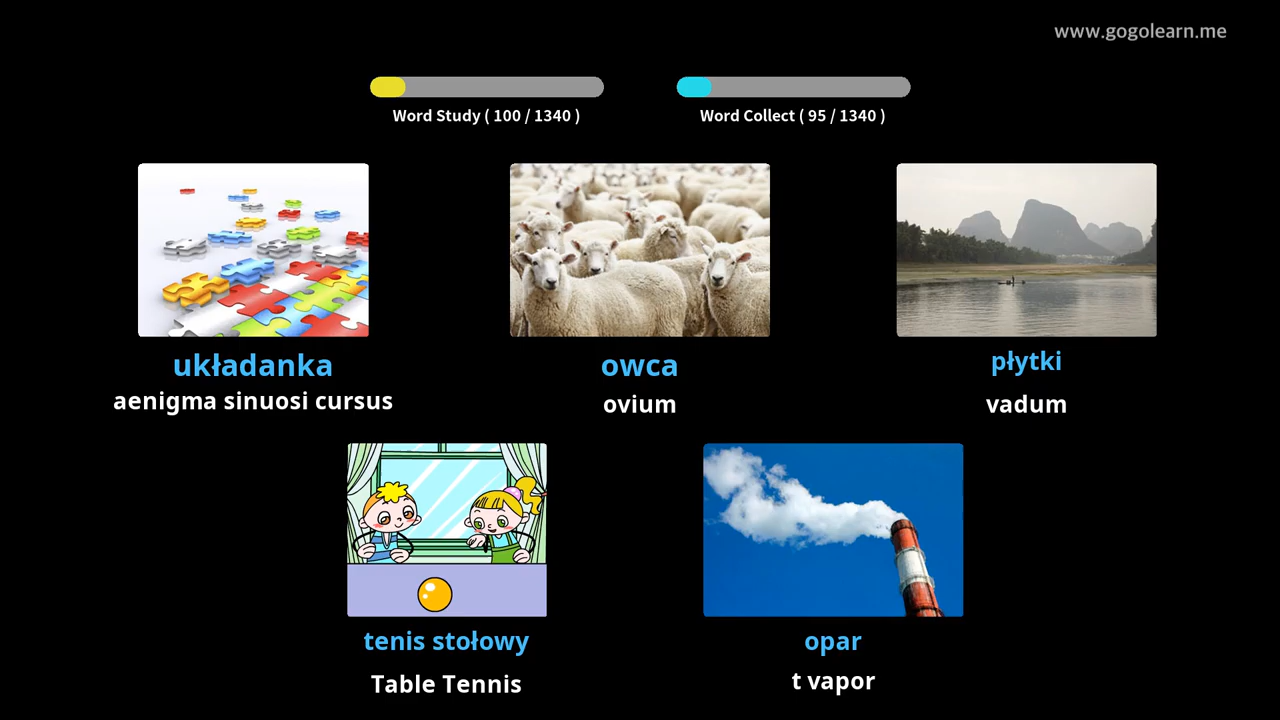 www.gogolearn.me
Word Study ( 100 / 1340 )
Word Collect ( 95 / 1340 )
układanka
aenigma sinuosi cursus
owca
ovium
płytki
vadum
tenis stołowy
Table Tennis
opar
t vapor